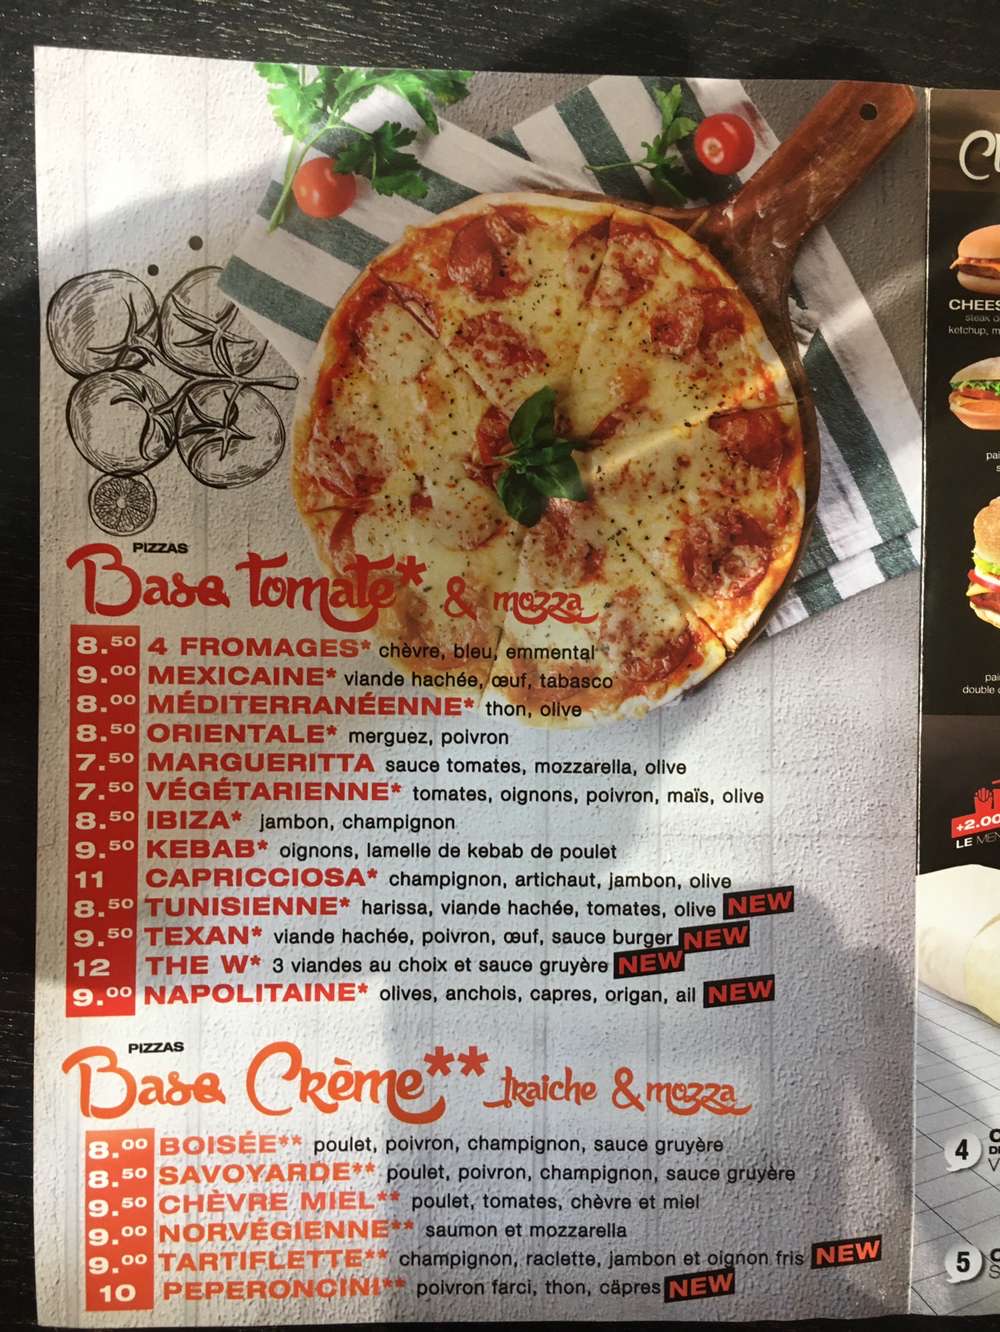 PIZZAS
Base tomate* & mozza
8.50 4 FROMAGES* chèvre, bleu, emmental
9.00 MEXICAINE* viande hachée, œuf, tabasco
8.00 MÉDITERRANÉENNE* thon, olive
8.50 ORIENTALE* merguez, poivron
7.50 MARGUERITTA sauce tomates, mozzarella, olive
7.50 VÉGÉTARIENNE* tomates, oignons, poivron, maïs, olive
8.50 IBIZA* jambon, champignon
9.50 KEBAB* oignons, lamelle de kebab de poulet
11 CAPRICCIOSA* champignon, artichaut, jambon, olive
8.50 TUNISIENNE* harissa, viande hachée, tomates, olive NEW
9.50 TEXAN* viande hachée, poivron, œuf, sauce burger NEW
12 THE W* 3 viandes au choix et sauce gruyère NEW
9.00 NAPOLITAINE* olives, anchois, capres, origan, ail NEW
PIZZAS
Base Crème** fraiche & mozza
8.00 BOISÉE** poulet, poivron, champignon, sauce gruyère
8.50 SAVOYARDE** poulet, poivron, champignon, sauce gruyère
9.50 CHÈVRE MIEL** poulet, tomates, chèvre et miel
9.00 NORVÉGIENNE** saumon et mozzarella
9.00 TARTIFLETTE** champignon, raclette, jambon et oignon fris NEW
10 PEPERONCINI** poivron farci, thon, cäpres NEW
CHEES
steak d
ketchup, m
pai
s
pai
double
+2.00
LE MEN
4
5